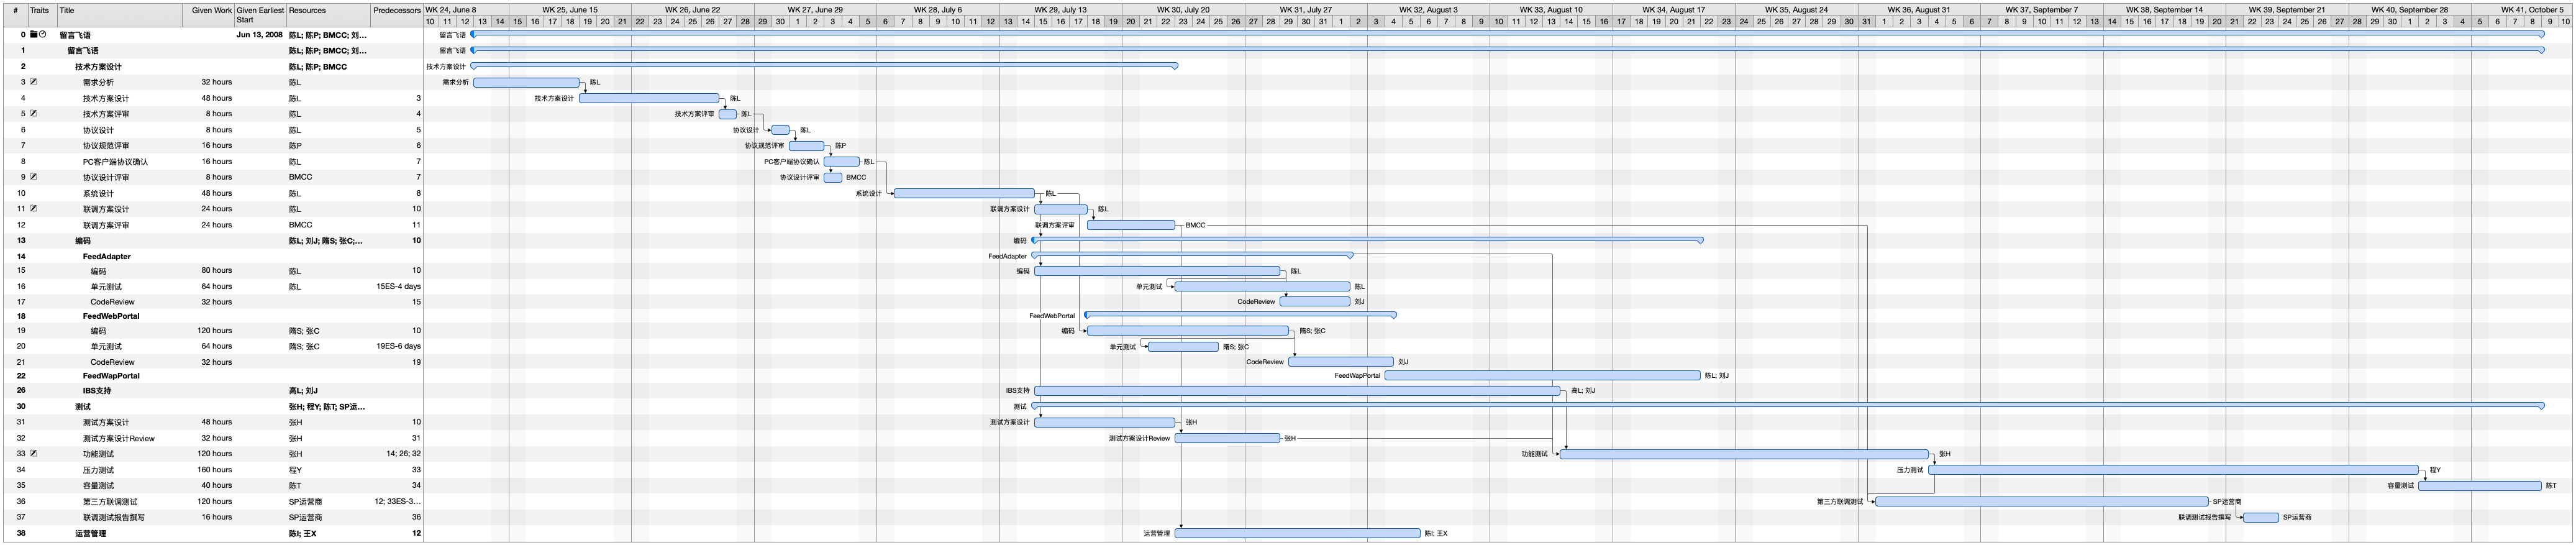 # Traits Title Given Work Given Earliest Start Resources Predecessors WK 24, June 8 WK 25, June 15 WK 26, June 22 WK 27, June 29 WK 28, July 6 WK 29, July 13 WK 30, July 20 WK 31, July 27 WK 32, August 3 WK 33, August 10 WK 34, August 17 WK 35, August 24 WK 36, August 31 WK 37, September 7 WK 38, September 14 WK 39, September 21 WK 40, September 28 WK 41, October 5
10 11 12 13 14 15 16 17 18 19 20 21 22 23 24 25 26 27 28 29 30 1 2 3 4 5 6 7 8 9 10 11 12 13 14 15 16 17 18 19 20 21 22 23 24 25 26 27 28 29 30 31 1 2 3 4 5 6 7 8 9 10 11 12 13 14 15 16 17 18 19 20 21 22 23 24 25 26 27 28 29 30 31 1 2 3 4 5 6 7 8 9 10 11 12 13 14 15 16 17 18 19 20 21 22 23 24 25 26 27 28 29 30 1 2 3 4 5 6 7 8 9 10
0 留言飞语 Jun 13, 2008 陈L; 陈P; BMCC; 刘... 留言飞语
1 留言飞语 陈L; 陈P; BMCC; 刘... 留言飞语
2 技术方案设计 陈L; 陈P; BMCC 技术方案设计
3 需求分析 32 hours 陈L 需求分析 陈L
4 技术方案设计 48 hours 陈L 3 技术方案设计 陈L
5 技术方案评审 8 hours 陈L 4 技术方案评审 陈L
6 协议设计 8 hours 陈L 5 协议设计 陈L
7 协议规范评审 16 hours 陈P 6 协议规范评审 陈P
8 PC客户端协议确认 16 hours 陈L 7 PC客户端协议确认 陈L
9 协议设计评审 8 hours BMCC 7 协议设计评审 BMCC
10 系统设计 48 hours 陈L 8 系统设计 陈L
11 联调方案设计 24 hours 陈L 10 联调方案设计 陈L
12 联调方案评审 24 hours BMCC 11 联调方案评审 BMCC
13 编码 陈L; 刘J; 隋S; 张C;... 10 编码
14 FeedAdapter FeedAdapter
15 编码 80 hours 陈L 10 编码 陈L
16 单元测试 64 hours 陈L 15ES-4 days 单元测试 陈L
17 CodeReview 32 hours 15 CodeReview 刘J
18 FeedWebPortal FeedWebPortal
19 编码 120 hours 隋S; 张C 10 编码 隋S; 张C
20 单元测试 64 hours 隋S; 张C 19ES-6 days 单元测试 隋S; 张C
21 CodeReview 32 hours 19 CodeReview 刘J
22 FeedWapPortal FeedWapPortal 陈L; 刘J
26 IBS支持 高L; 刘J IBS支持 高L; 刘J
30 测试 张H; 程Y; 陈T; SP运... 测试
31 测试方案设计 48 hours 张H 10 测试方案设计 张H
32 测试方案设计Review 32 hours 张H 31 测试方案设计Review 张H
33 功能测试 120 hours 张H 14; 26; 32 功能测试 张H
34 压力测试 160 hours 程Y 33 压力测试 程Y
35 容量测试 40 hours 陈T 34 容量测试 陈T
36 第三方联调测试 120 hours SP运营商 12; 33ES-3... 第三方联调测试 SP运营商
37 联调测试报告撰写 16 hours SP运营商 36 联调测试报告撰写 SP运营商
38 运营管理 陈I; 王X 12 运营管理 陈I; 王X